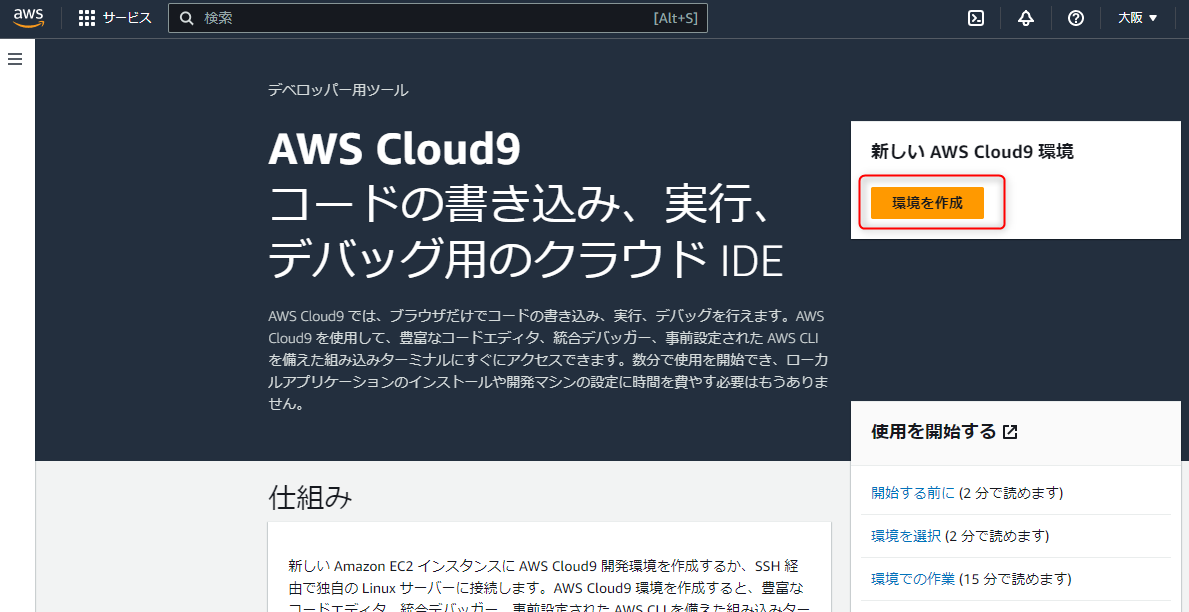 aws
サービス
検索
[Alt+S]
大阪 ▼
デベロッパー用ツール
AWS Cloud9
コードの書き込み、実行、
デバッグ用のクラウド IDE
AWS Cloud9 では、ブラウザだけでコードの書き込み、実行、デバッグを行えます。AWS
Cloud9 を使用して、豊富なコードエディタ、統合デバッガー、事前設定された AWS CLI
を備えた組み込みターミナルにすぐにアクセスできます。数分で使用を開始でき、ローカ
ルアプリケーションのインストールや開発マシンの設定に時間を費やす必要はもうありま
せん。
新しい AWS Cloud9 環境
環境を作成
使用を開始する
開始する前に (2 分で読めます)
環境を選択 (2 分で読めます)
環境での作業 (15 分で読めます)
仕組み
新しい Amazon EC2 インスタンスに AWS Cloud9 開発環境を作成するか、SSH 経
由で独自の Linux サーバーに接続します。AWS Cloud9 環境を作成すると、豊富な
コードエディタ、統合デバッガー、事前設定された AWS CLI を備えた組み込みター